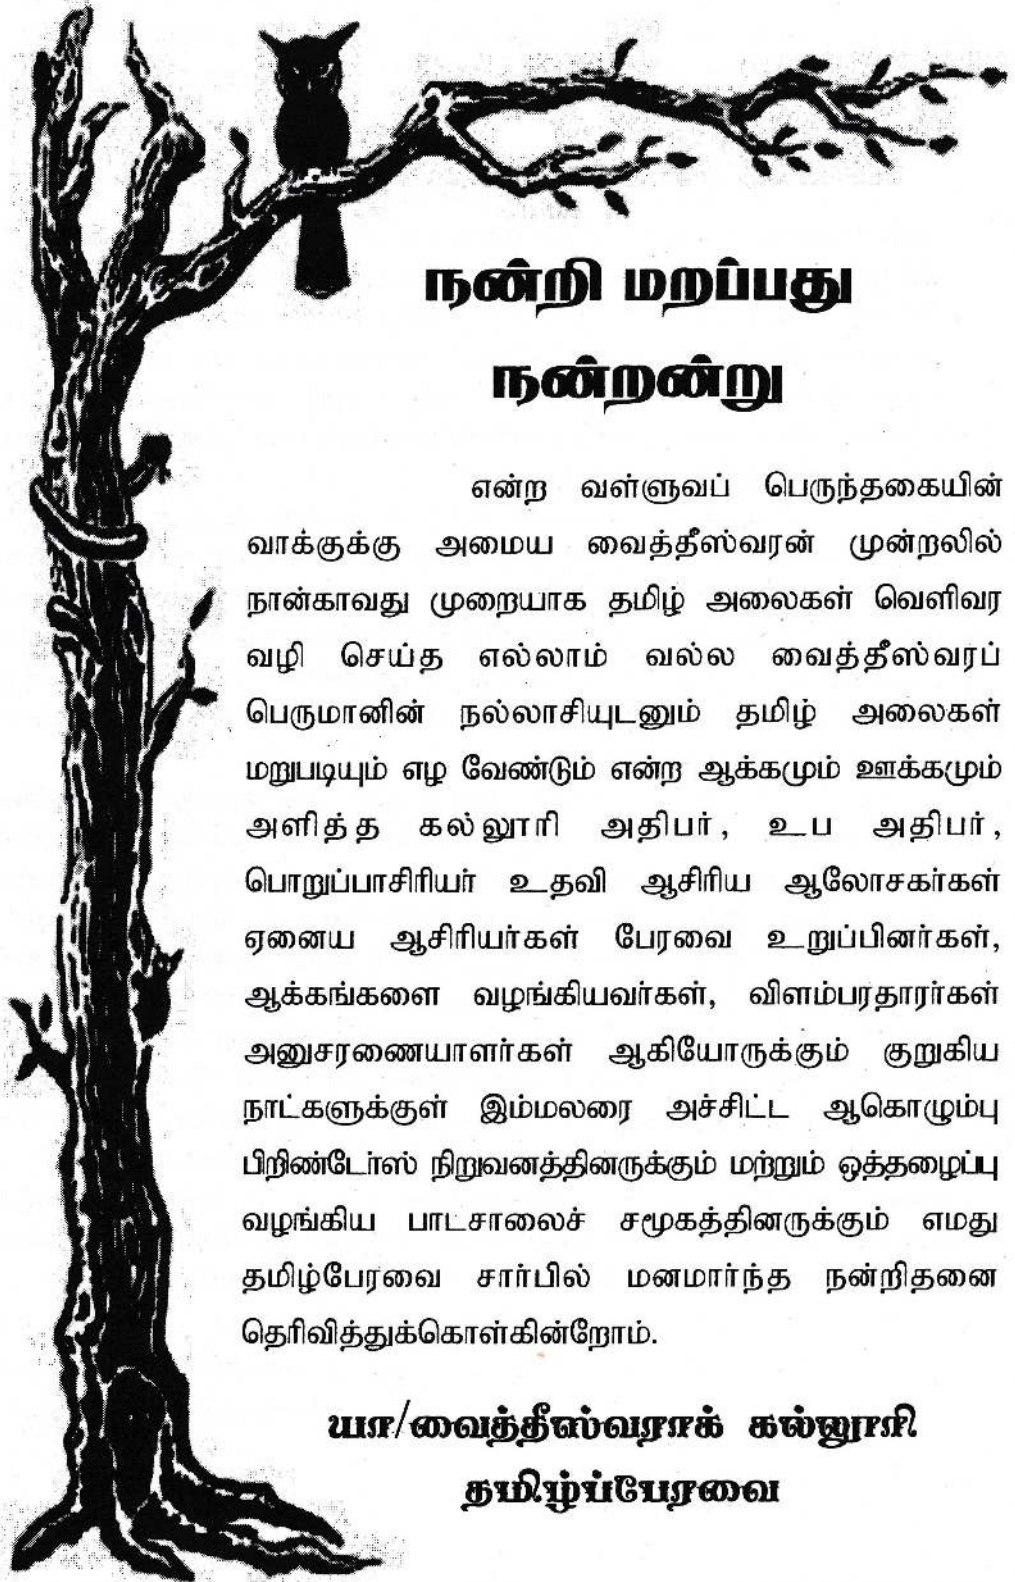 நன்றி மறப்பது
நன்றன்று
என்ற வள்ளுவப் பெருந்தகையின்
வாக்குக்கு அமைய வைத்தீஸ்வரன் முன்றலில்
நான்காவது முறையாக தமிழ் அலைகள் வெளிவர
வழி செய்த எல்லாம் வல்ல வைத்தீஸ்வரப்
பெருமானின் நல்லாசியுடனும் தமிழ் அலைகள்
மறுபடியும் எழ வேண்டும் என்ற ஆக்கமும் ஊக்கமும்
அளித்த கல்லூரி அதிபர், உப அதிபர்,
பொறுப்பாசிரியர் உதவி ஆசிரிய ஆலோசகர்கள்
ஏனைய ஆசிரியர்கள் பேரவை உறுப்பினர்கள்,
ஆக்கங்களை வழங்கியவர்கள், விளம்பரதாரர்கள்
அனுசரணையாளர்கள் ஆகியோருக்கும் குறுகிய
நாட்களுக்குள் இம்மலரை அச்சிட்ட ஆகொழும்பு
பிறிண்டேர்ஸ் நிறுவனத்தினருக்கும் மற்றும் ஒத்தழைப்பு
வழங்கிய பாடசாலைச் சமூகத்தினருக்கும் எமது
தமிழ்பேரவை சார்பில் மனமார்ந்த நன்றிதனை
தெரிவித்துக்கொள்கின்றோம்.
யா/வைத்தீஸ்வராக் கல்லூரி
தமிழ்ப்பேரவை